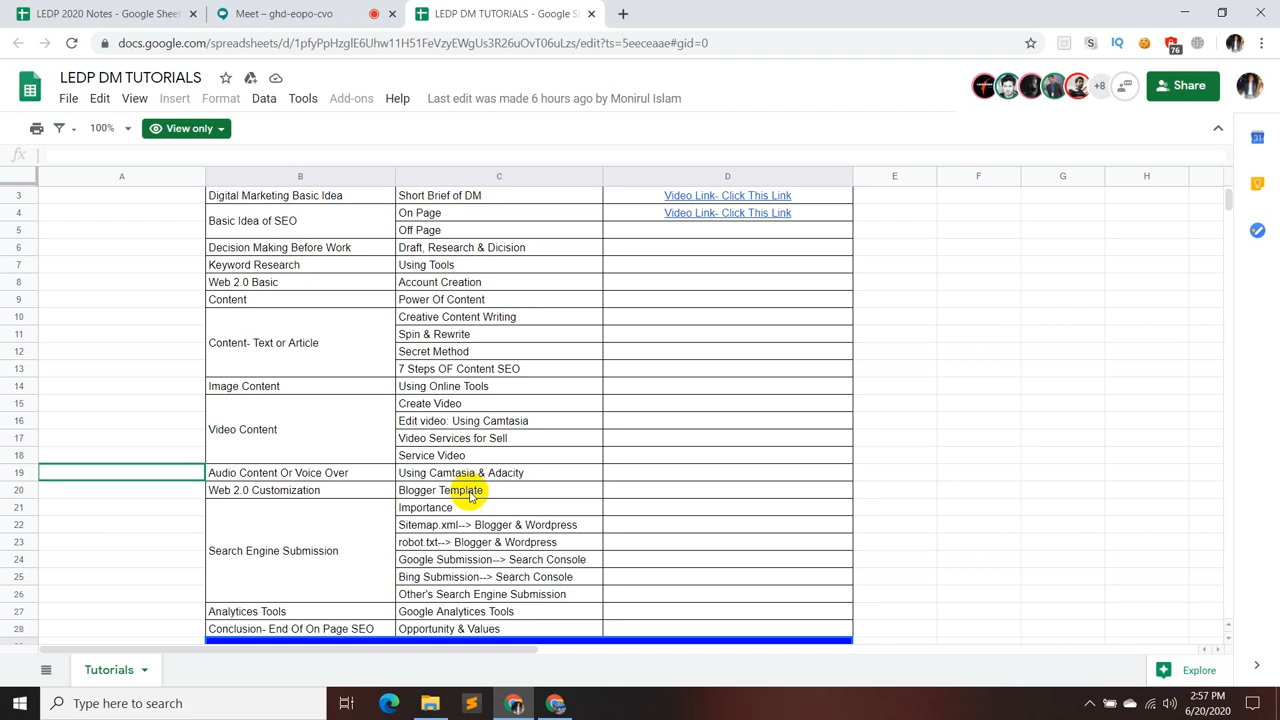 LEDP 2020 Notes - Google Sheet
Meet – ghd-eopo-cvo
LEDP DM TUTORIALS - Google S
docs.google.com/spreadsheets/d/1pfyPpHzglE6Uhw11H51FeVzyEWgUs3R26uOvT06uLzs/edit?ts=5eeceaae#gid=0
76
LEDP DM TUTORIALS
File Edit View Insert Format Data Tools Add-ons Help Last edit was made 6 hours ago by Monirul Islam
+8
Share
100%
View only
fx
A B C D E F G H
3 Digital Marketing Basic Idea Short Brief of DM Video Link- Click This Link
4 On Page Video Link- Click This Link
Basic Idea of SEO
5 Off Page
6 Decision Making Before Work Draft, Research & Dicision
7 Keyword Research Using Tools
8 Web 2.0 Basic Account Creation
9 Content Power Of Content
10 Creative Content Writing
11 Spin & Rewrite
Content- Text or Article
12 Secret Method
13 7 Steps OF Content SEO
14 Image Content Using Online Tools
15 Create Video
16 Edit video: Using Camtasia
Video Content
17 Video Services for Sell
18 Service Video
19 Audio Content Or Voice Over Using Camtasia & Adacity
20 Web 2.0 Customization Blogger Template
21 Importance
22 Sitemap.xml--> Blogger & Wordpress
23 robot.txt--> Blogger & Wordpress
Search Engine Submission
24 Google Submission--> Search Console
25 Bing Submission--> Search Console
26 Other's Search Engine Submission
27 Analytices Tools Google Analytices Tools
28 Conclusion- End Of On Page SEO Opportunity & Values
Tutorials
Explore
Type here to search
2:57 PM
6/20/2020